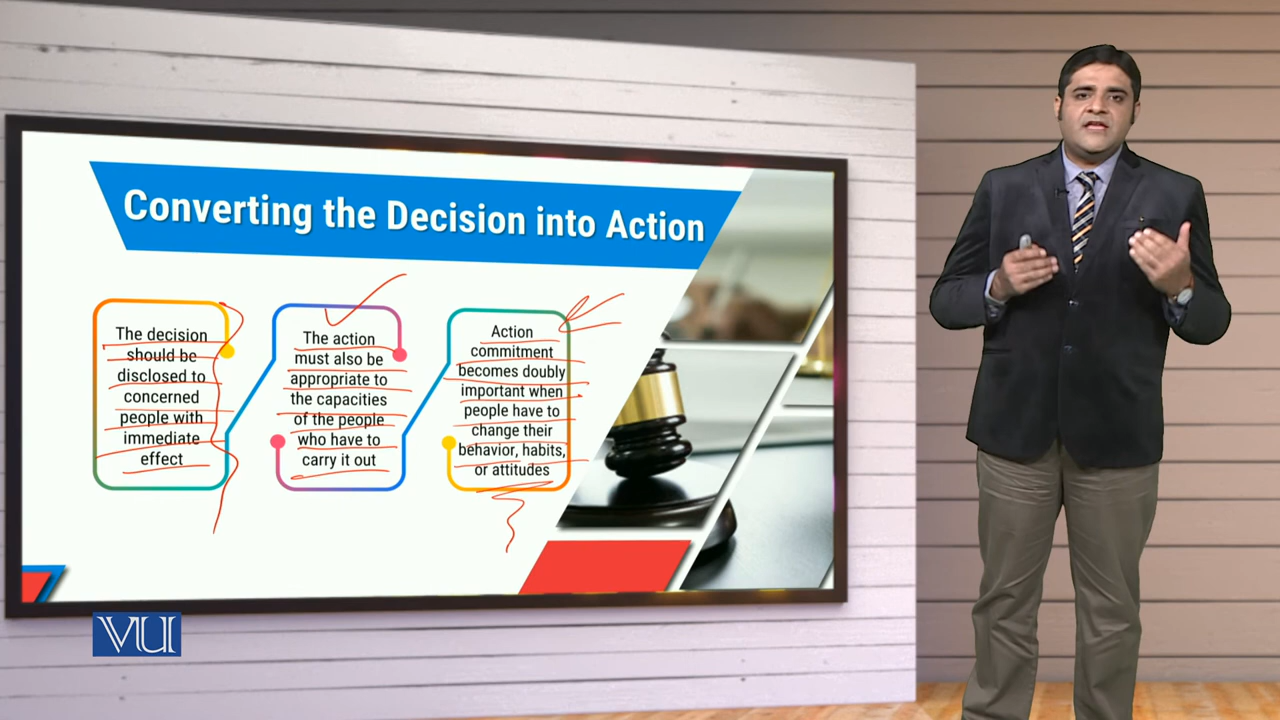 Converting the Decision into Action
The decision
should be
disclosed to
concerned
people with
immediate
effect
The action
must also be
appropriate to
the capacities
of the people
who have to
carry it out
Action
commitment
becomes doubly
important when
people have to
change their
behavior, habits,
or attitudes
VU